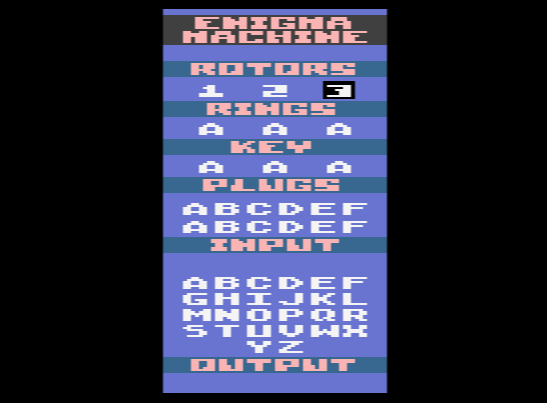 ENIGMA
MACHINE
ROTORS
1 2 3
RINGS
A A A
KEY
A A A
PLUGS
ABCDEF
ABCDEF
INPUT
ABCDEF
GHIJKL
MNOPQR
STUVWX
YZ
OUTPUT